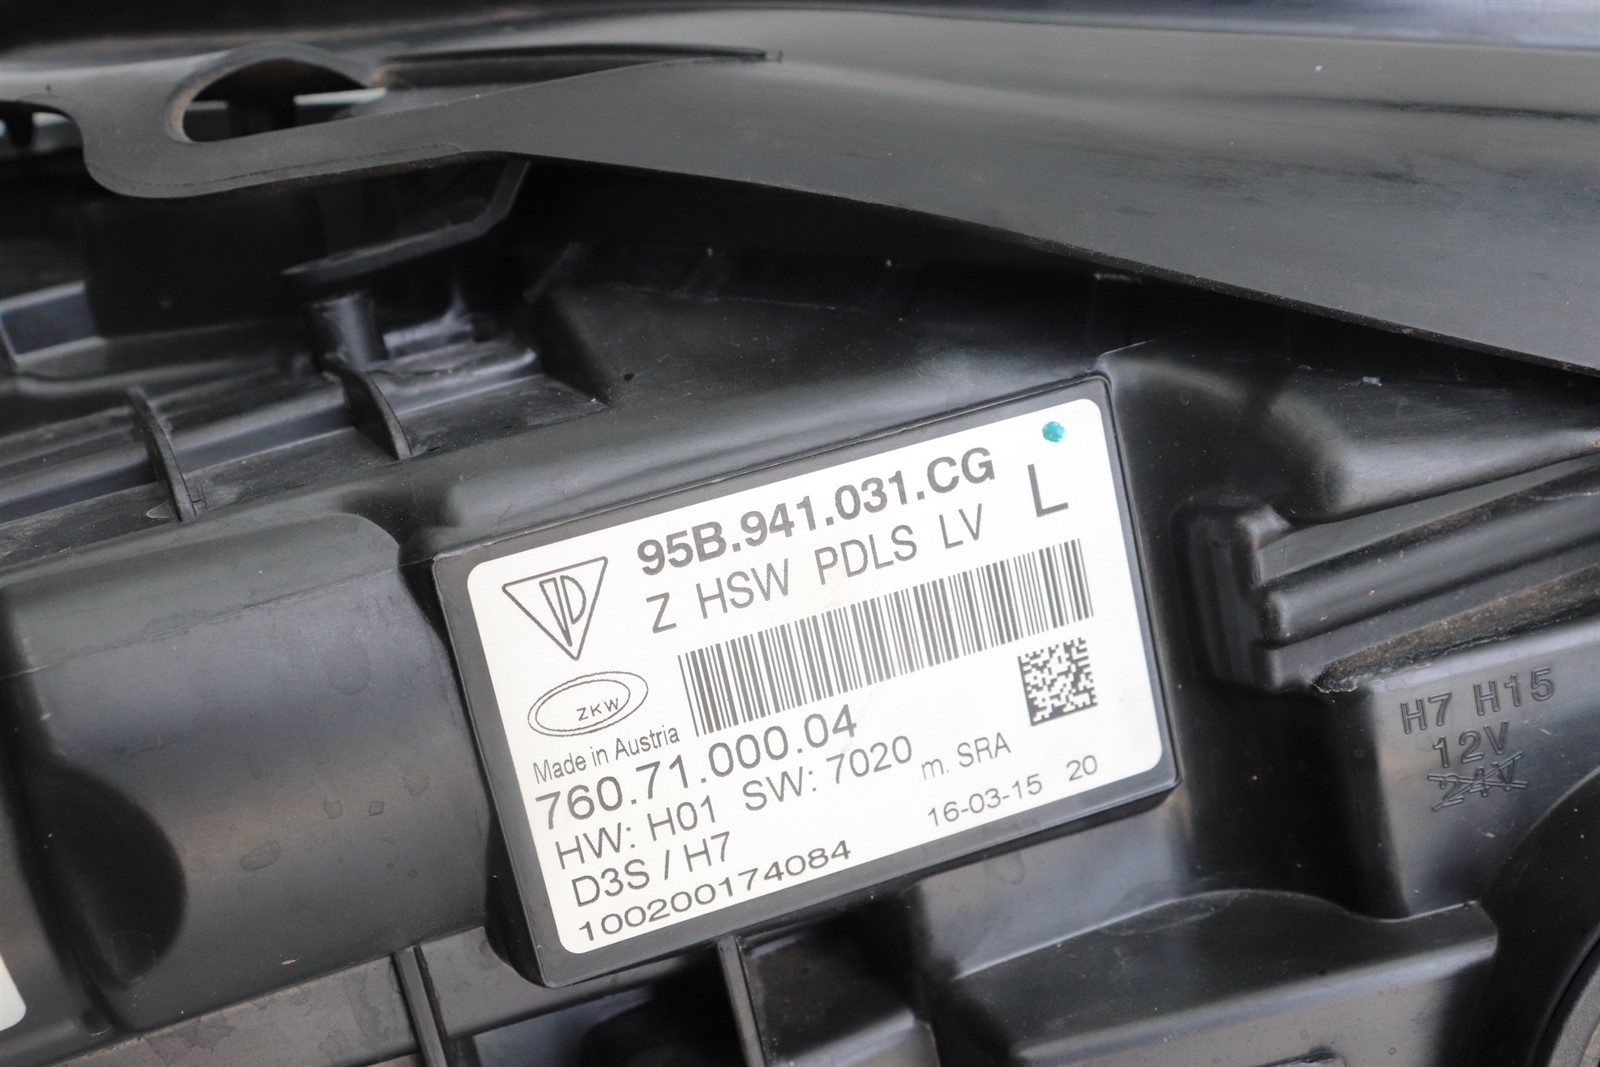 95B.941.031.CG
L
Z HSW PDLS LV
ZKW
Made in Austria
760.71.000.04
HW: H01 SW: 7020 m. SRA
D3S / H7 16-03-15 20
100200174084
H7 H15
12V
24V